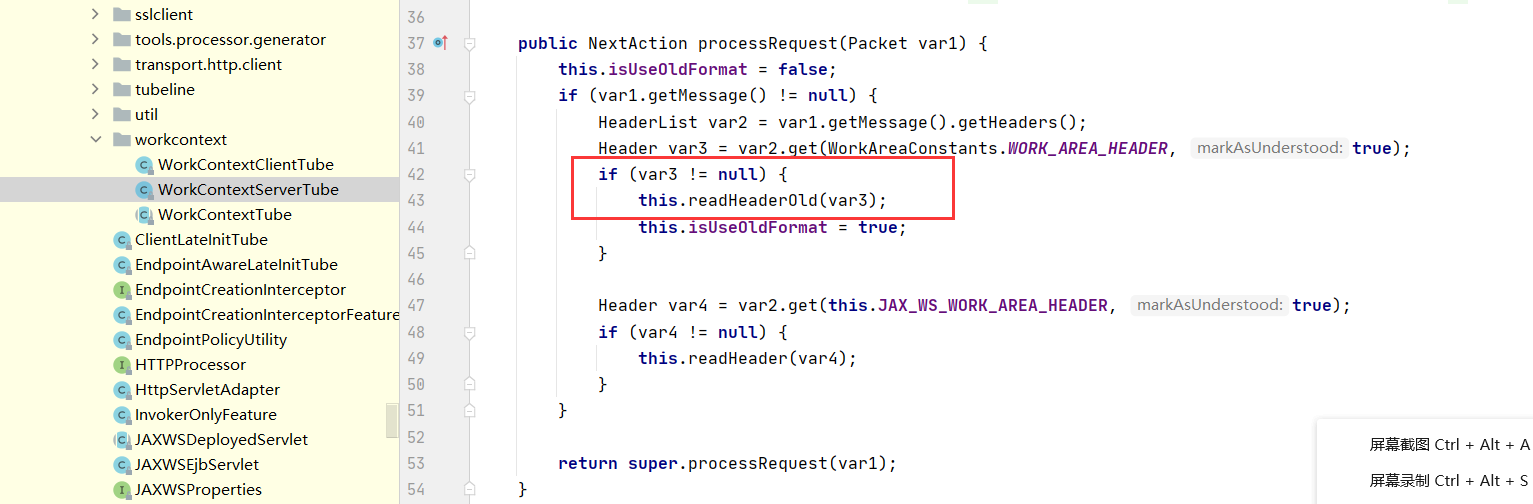 sslclient
tools.processor.generator
transport.http.client
tubeline
util
workcontext
WorkContextClientTube
WorkContextServerTube
WorkContextTube
ClientLateInitTube
EndpointAwareLateInitTube
EndpointCreationInterceptor
EndpointCreationInterceptorFeature
EndpointPolicyUtility
HTTPProcessor
HttpServletAdapter
InvokerOnlyFeature
JAXWSDeployedServlet
JAXWSEjbServlet
JAXWSProperties
36
37 public NextAction processRequest(Packet var1) {
38 this.isUseOldFormat = false;
39 if (var1.getMessage() != null) {
40 HeaderList var2 = var1.getMessage().getHeaders();
41 Header var3 = var2.get(WorkAreaConstants.WORK_AREA_HEADER, markAsUnderstood: true);
42 if (var3 != null) {
43 this.readHeaderOld(var3);
44 this.isUseOldFormat = true;
45 }
46
47 Header var4 = var2.get(this.JAX_WS_WORK_AREA_HEADER, markAsUnderstood: true);
48 if (var4 != null) {
49 this.readHeader(var4);
50 }
51 }
52
53 return super.processRequest(var1);
54 }
屏幕截图 Ctrl + Alt + A
屏幕录制 Ctrl + Alt + S